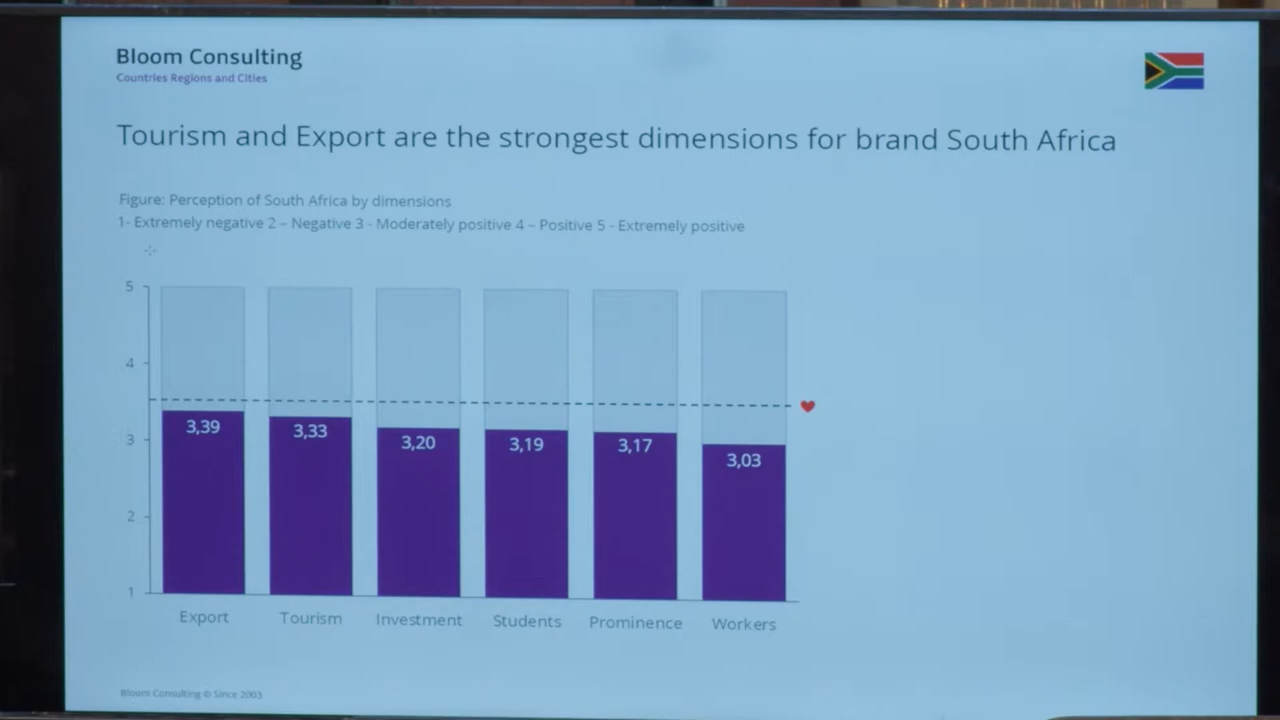 Bloom Consulting
Countries Regions and Cities
Tourism and Export are the strongest dimensions for brand South Africa
Figure: Perception of South Africa by dimensions
1- Extremely negative 2 – Negative 3 - Moderately positive 4 – Positive 5 - Extremely positive
5
4
3
2
1
3,39
3,33
3,20
3,19
3,17
3,03
Export
Tourism
Investment
Students
Prominence
Workers
Bloom Consulting © Since 2003